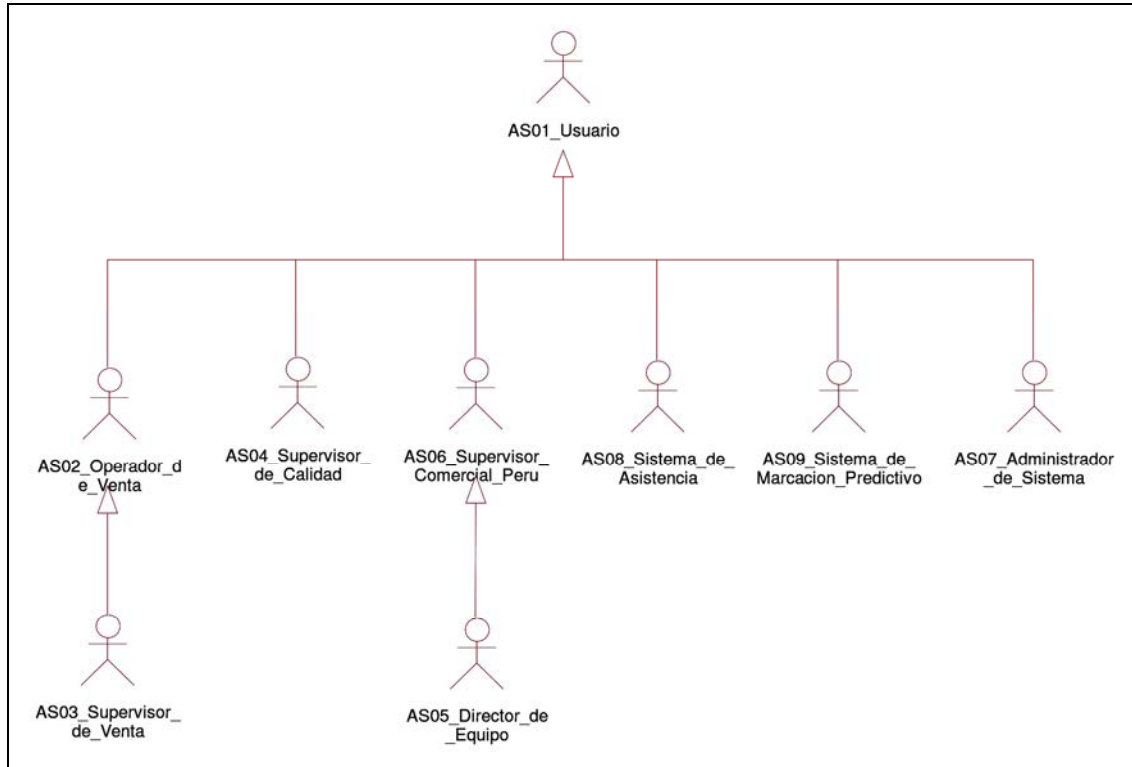 AS01_Usuario
AS02_Operador_d
e_Venta
AS04_Supervisor_
de_Calidad
AS06_Supervisor_
Comercial_Peru
AS08_Sistema_de_
Asistencia
AS09_Sistema_de_
Marcacion_Predictivo
AS07_Administrador
_de_Sistema
AS03_Supervisor_
de_Venta
AS05_Director_de
_Equipo